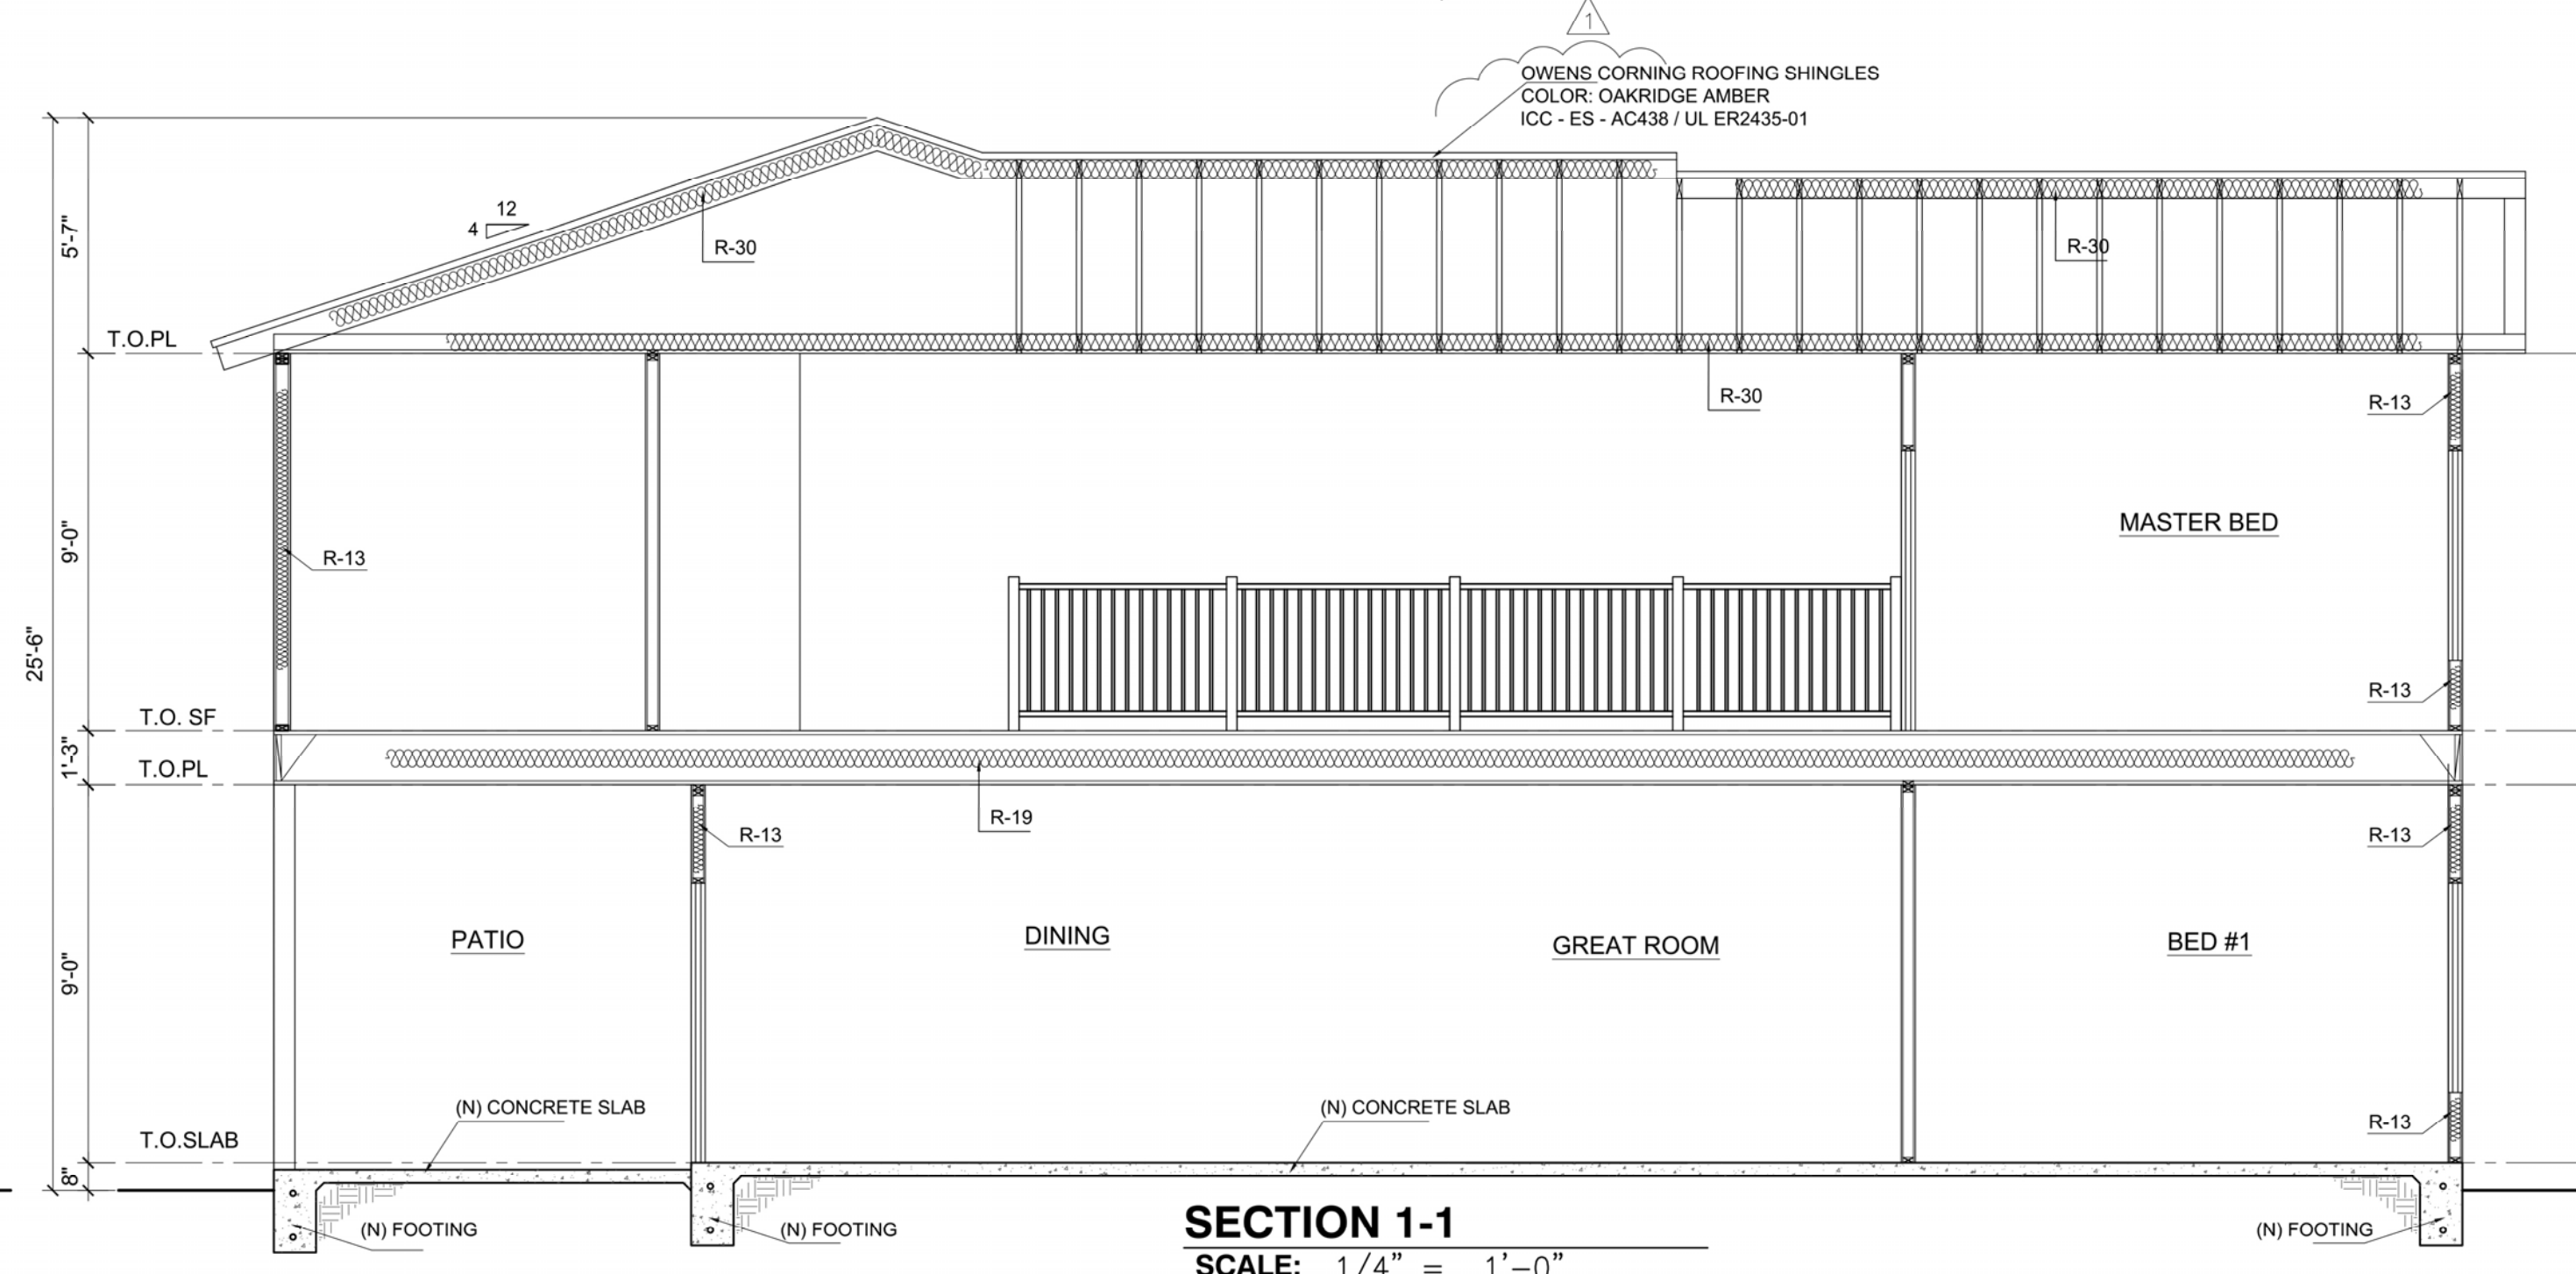 1
OWENS CORNING ROOFING SHINGLES
COLOR: OAKRIDGE AMBER
ICC - ES - AC438 / UL ER2435-01
12
4
5'-7"
R-30
R-30
T.O.PL
R-30
R-13
9'-0"
R-13
MASTER BED
25'-6"
R-13
T.O. SF
1'-3"
T.O.PL
R-19
R-13
R-13
PATIO
DINING
GREAT ROOM
BED #1
9'-0"
(N) CONCRETE SLAB
(N) CONCRETE SLAB
R-13
T.O.SLAB
8"
(N) FOOTING
(N) FOOTING
(N) FOOTING
SECTION 1-1
SCALE: 1/4" = 1'-0"